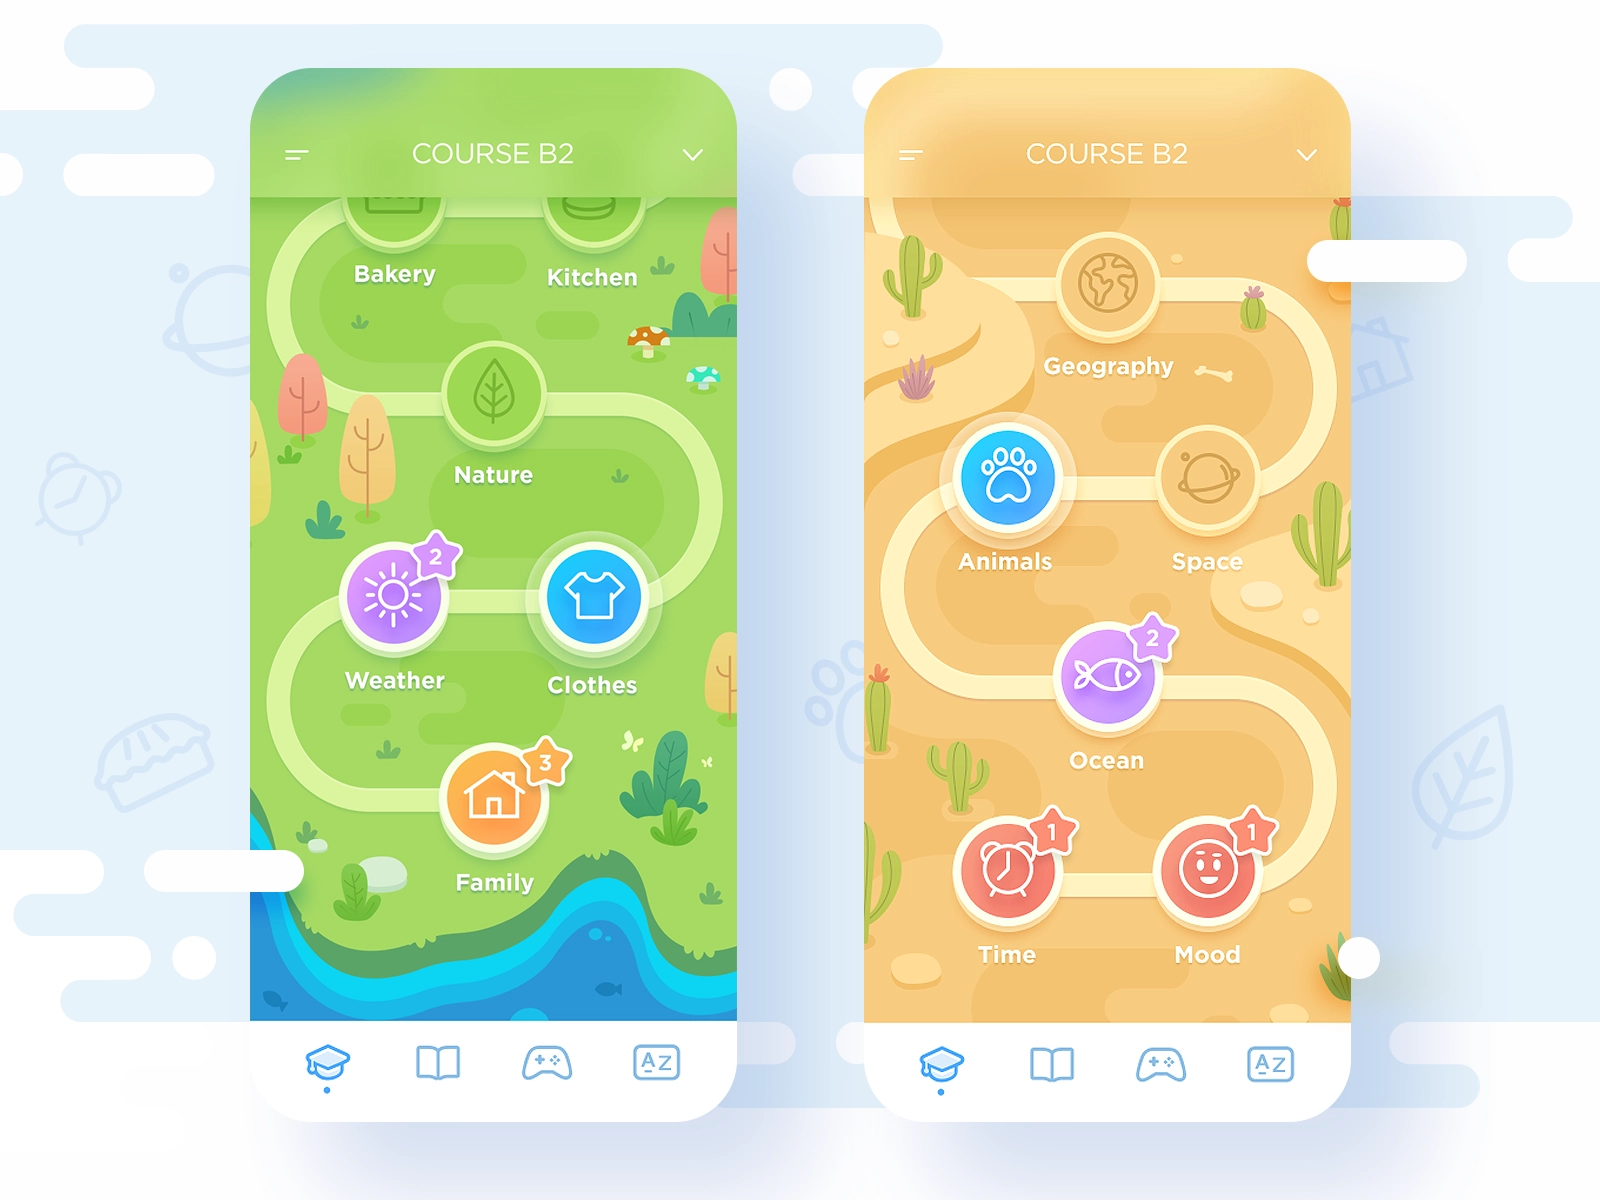 COURSE B2
Bakery
Kitchen
Nature
2
Weather
Clothes
3
Family
AZ
COURSE B2
Geography
Animals
Space
2
Ocean
1
1
Time
Mood
AZ